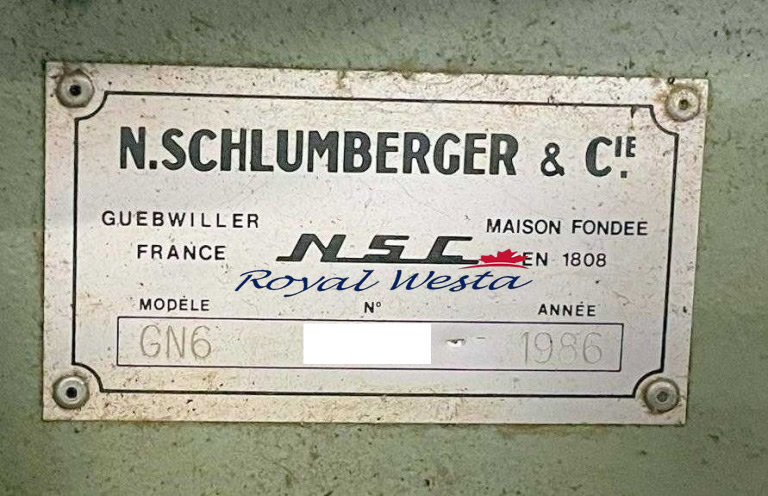 N.SCHLUMBERGER & CIE.
GUEBWILLER
FRANCE
NSC
MAISON FONDEE
EN 1808
Royal Westa
MODÈLE N° ANNÉE
GN6 - 1986